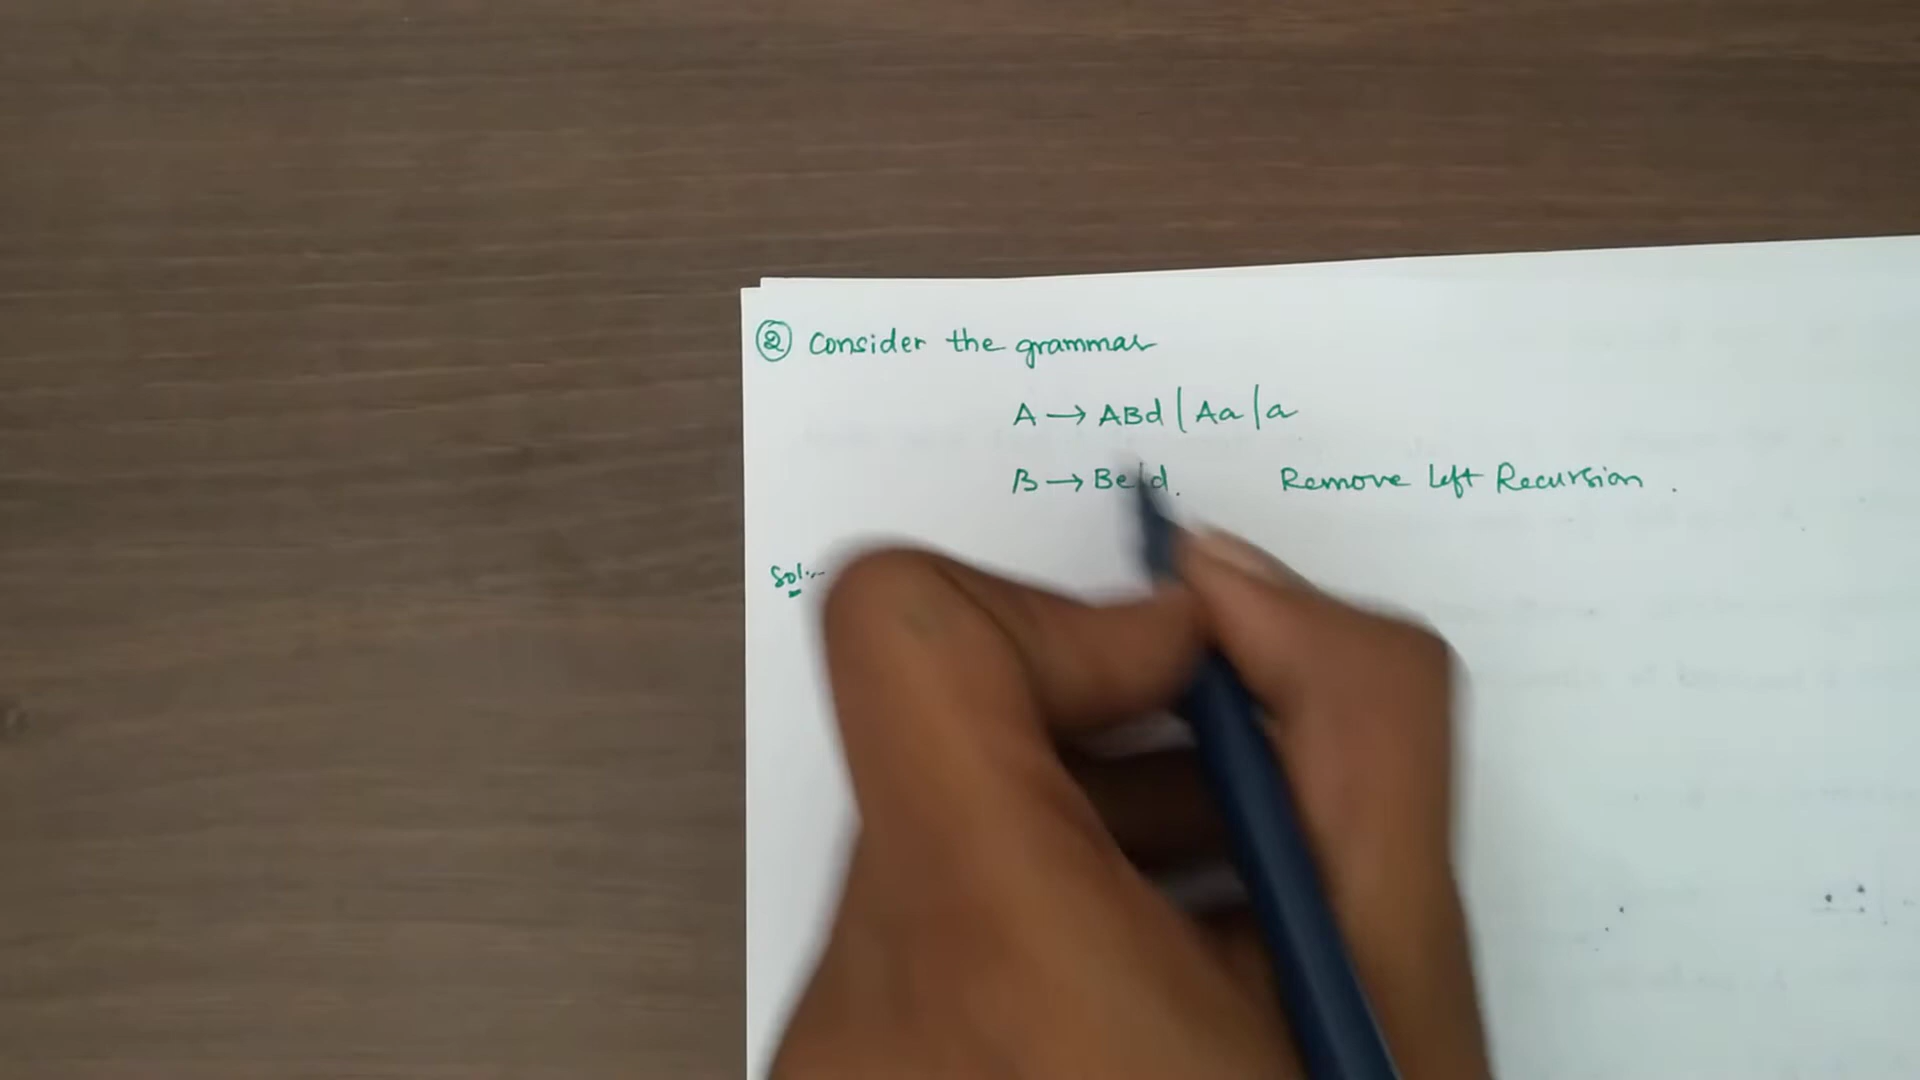 ② Consider the grammar
A → ABd | Aa | a
B → Be | d. Remove Left Recursion .
Sol:-